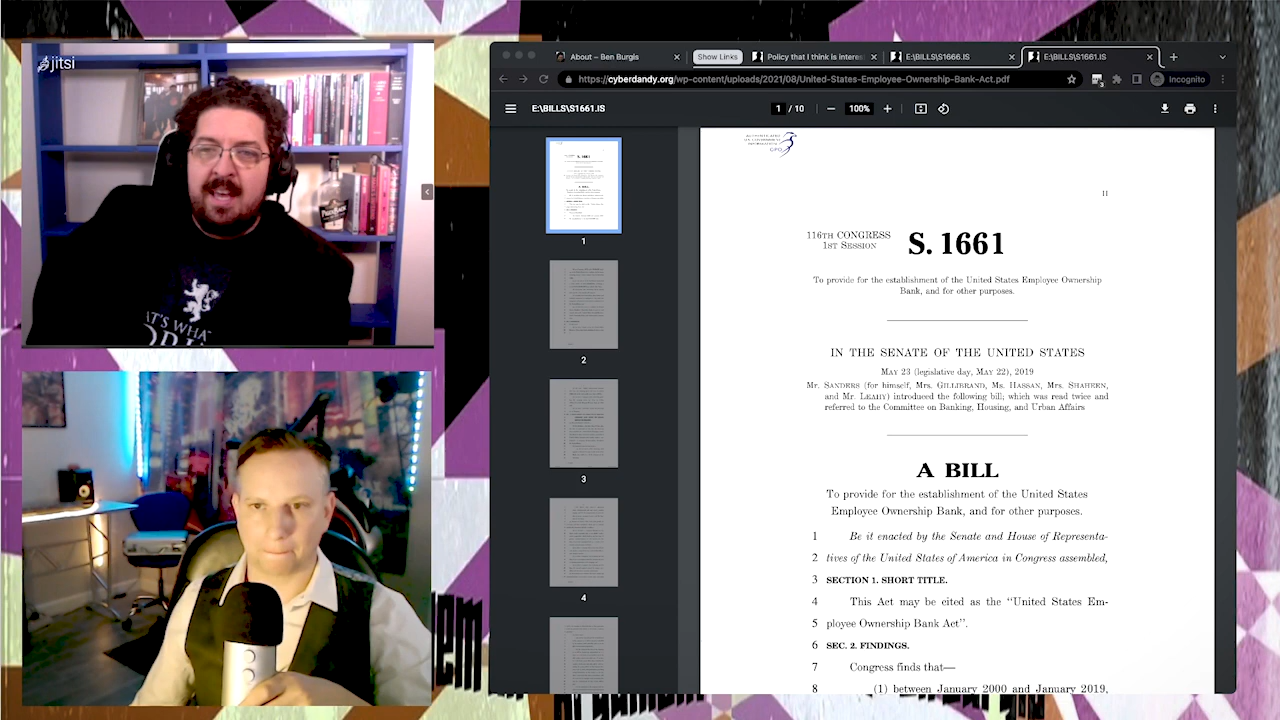 jitsi
AT'S WHA
About – Ben Burgis
Show Links
Policy that I think is Interes
E:\BILLS\S1666.IS
E:\BILLS\S1661.IS
https://cyberdandy.org/wp-content/uploads/2021/08/United-States-Employee-Ownership-Bank-Act.pdf
3
Incognito
E:\BILLS\S1661.IS
1 / 10
100%
1
2
3
4
AUTHENTICATED
U.S. GOVERNMENT
INFORMATION
GPO
II
116TH CONGRESS
1ST SESSION
S. 1661
To provide for the establishment of the United States Employee Ownership
Bank, and for other purposes.
IN THE SENATE OF THE UNITED STATES
MAY 23 (legislative day, MAY 22), 2019
Mr. SANDERS (for himself, Mrs. GILLIBRAND, Ms. HASSAN, Mrs. SHAHEEN,
and Mr. LEAHY) introduced the following bill; which was read twice and
to the Committee on Banking, Housing, and Urban Affairs
A BILL
To provide for the establishment of the United States
Employee Ownership Bank, and for other purposes.
1 enacted by the Senate and House of Representa-
2 of the United States of America in Congress assembled,
3 SECTION 1. SHORT TITLE.
4 This Act may be cited as the "United States Em-
5 ployee Ownership Bank Act".
FINDINGS.
7 Congress finds that—
8 (1) between January 2000 and January 2019,